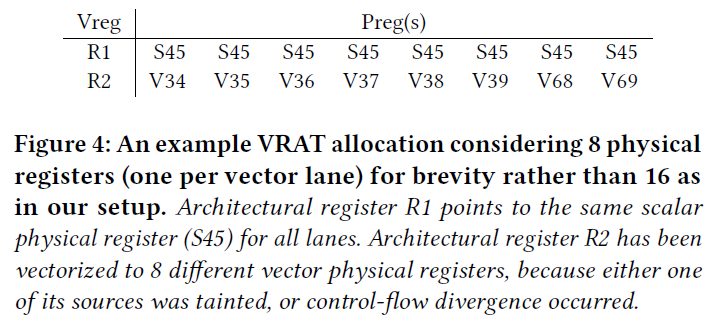 Vreg Preg(s)
R1 S45 S45 S45 S45 S45 S45 S45 S45
R2 V34 V35 V36 V37 V38 V39 V68 V69
Figure 4: An example VRAT allocation considering 8 physical
registers (one per vector lane) for brevity rather than 16 as
in our setup. Architectural register R1 points to the same scalar
physical register (S45) for all lanes. Architectural register R2 has been
vectorized to 8 different vector physical registers, because either one
of its sources was tainted, or control-flow divergence occurred.